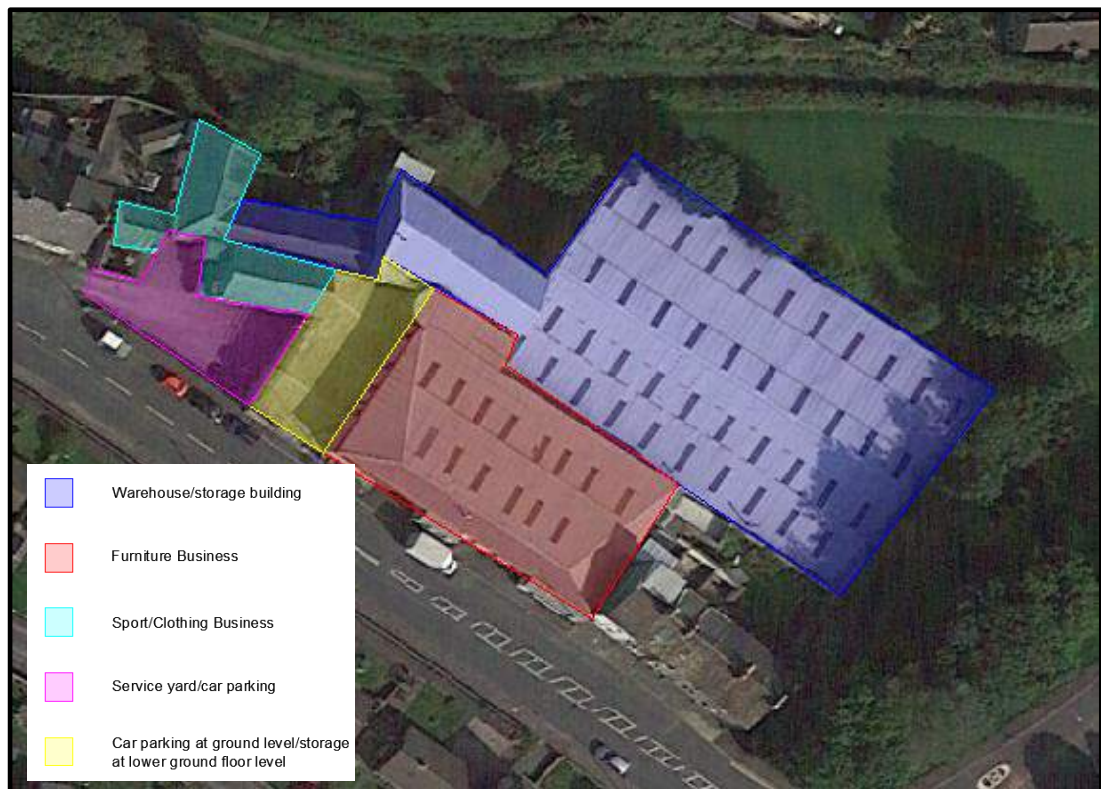 Warehouse/storage building
Furniture Business
Sport/Clothing Business
Service yard/car parking
Car parking at ground level/storage
at lower ground floor level